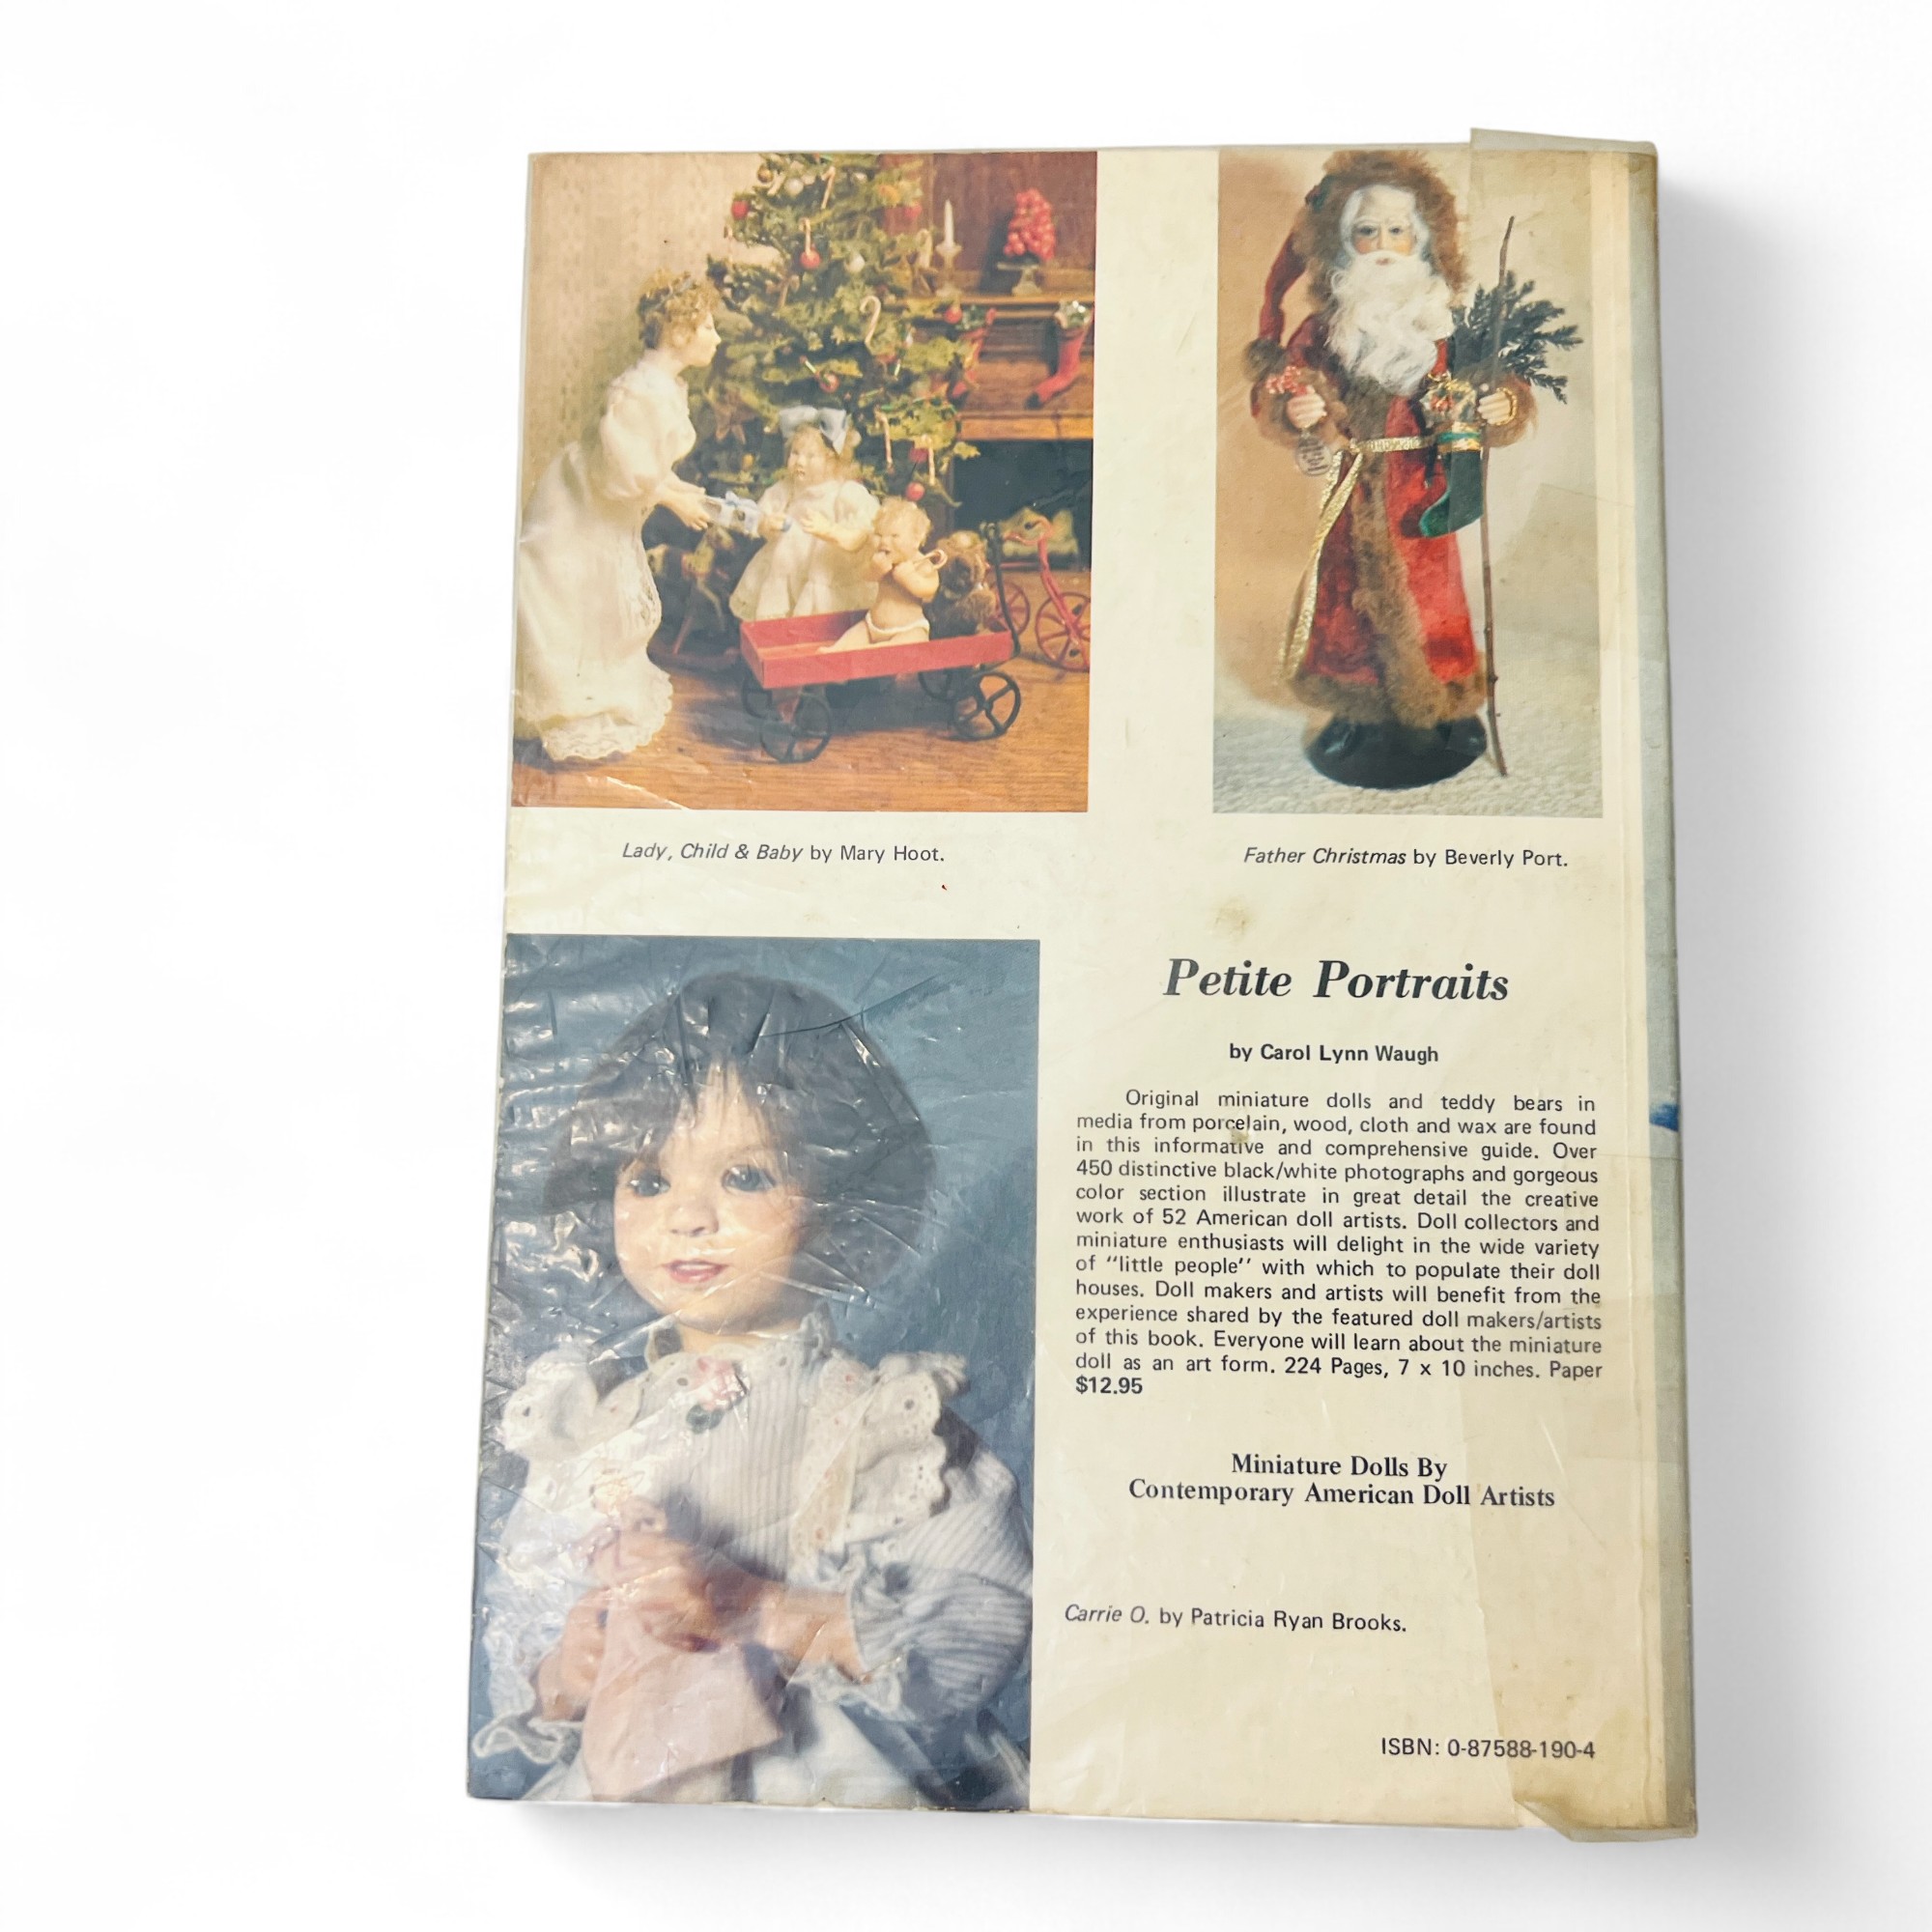 Lady, Child & Baby by Mary Hoot.
Father Christmas by Beverly Port.
Petite Portraits
by Carol Lynn Waugh
Original miniature dolls and teddy bears in
media from porcelain, wood, cloth and wax are found
in this informative and comprehensive guide. Over
450 distinctive black/white photographs and gorgeous
color section illustrate in great detail the creative
work of 52 American doll artists. Doll collectors and
miniature enthusiasts will delight in the wide variety
of "little people" with which to populate their doll
houses. Doll makers and artists will benefit from the
experience shared by the featured doll makers/artists
of this book. Everyone will learn about the miniature
doll as an art form. 224 Pages, 7 x 10 inches. Paper
$12.95
Miniature Dolls By
Contemporary American Doll Artists
Carrie O. by Patricia Ryan Brooks.
ISBN: 0-87588-190-4